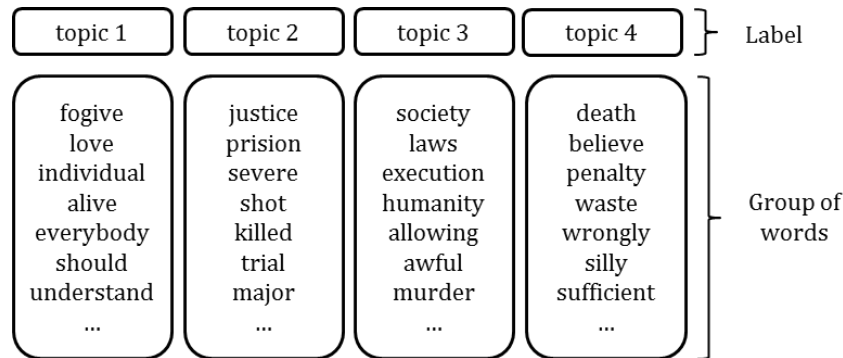 topic 1 topic 2 topic 3 topic 4 Label
fogive
love
individual
alive
everybody
should
understand
...
justice
prision
severe
shot
killed
trial
major
...
society
laws
execution
humanity
allowing
awful
murder
...
death
believe
penalty
waste
wrongly
silly
sufficient
...
Group of
words